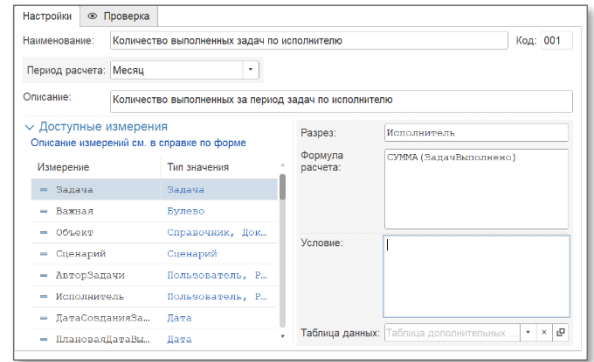 Настройки Проверка
Наименование: Количество выполненных задач по исполнителю Код: 001
Период расчета: Месяц
Описание: Количество выполненных за период задач по исполнителю
Доступные измерения
Описание измерений см. в справке по форме
Измерение Тип значения
Задача Задача
Важная Булево
Объект Справочник, Док...
Сценарий Сценарий
АвторЗадачи Пользователь, Р...
Исполнитель Пользователь, Р...
ДатаСозданияЗа... Дата
ПлановаяДатаВы... Дата
Разрез: Исполнитель
Формула расчета: СУММА(ЗадачВыполнено)
Условие:
Таблица данных: Таблица дополнительных ...